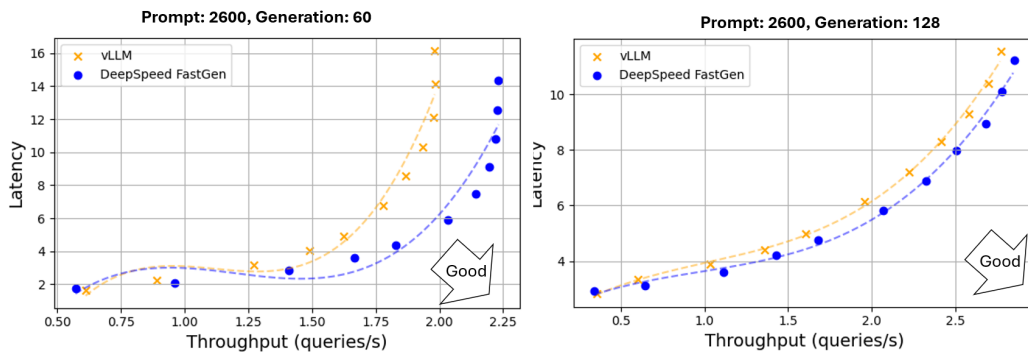 Prompt: 2600, Generation: 60
16
14
12
10
8
6
4
2
Latency
vLLM
DeepSpeed FastGen
Good
0.50 0.75 1.00 1.25 1.50 1.75 2.00 2.25 2.50
Throughput (queries/s)
Prompt: 2600, Generation: 128
10
8
6
4
Latency
vLLM
DeepSpeed FastGen
Good
0.5 1.0 1.5 2.0 2.5
Throughput (queries/s)